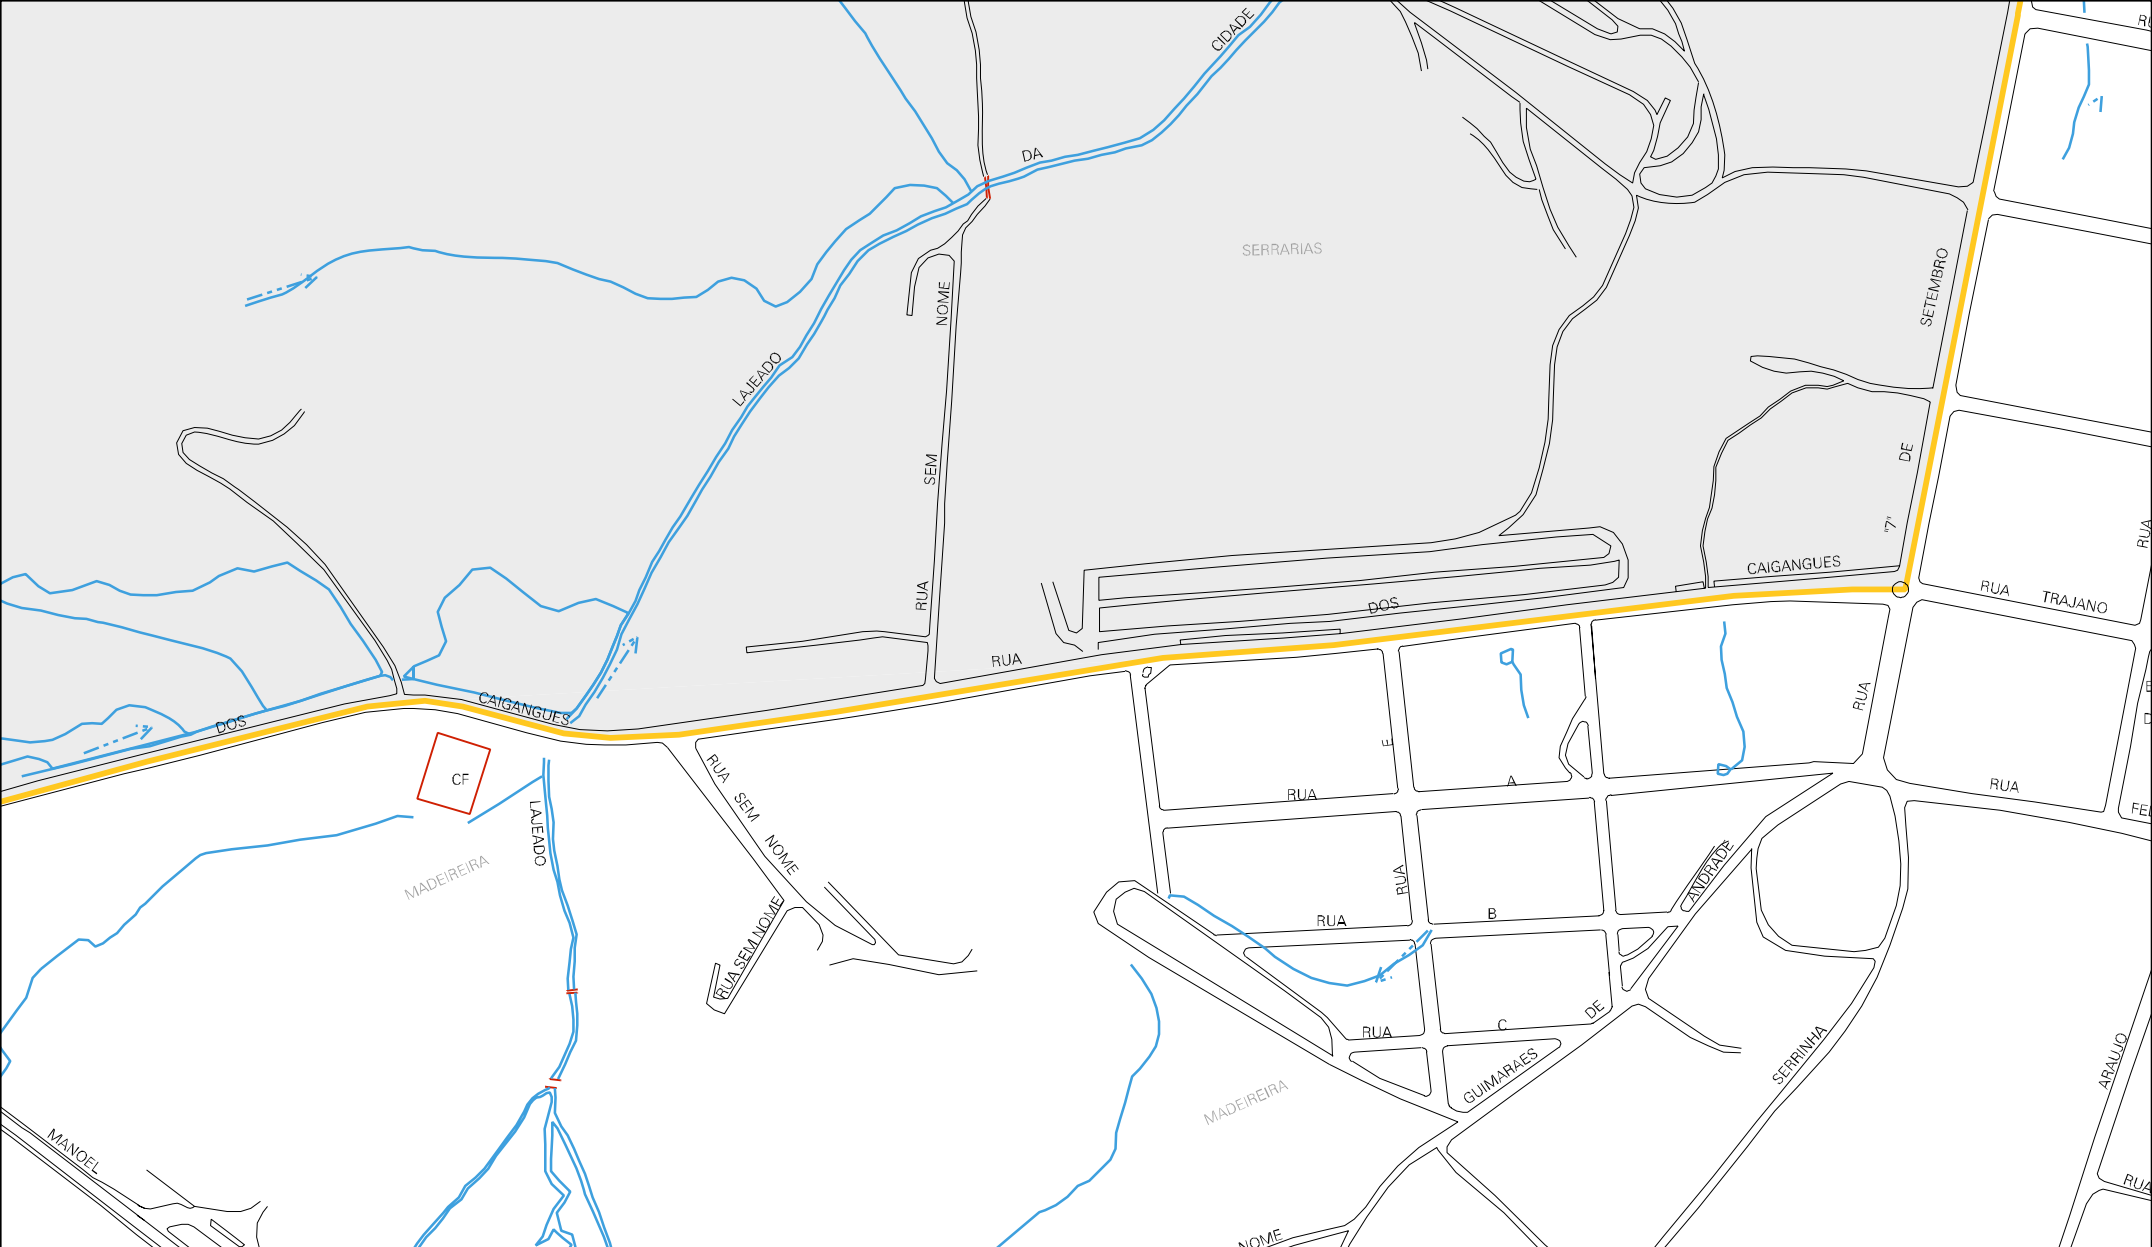 CIDADE
DA
LAJEADO
SERRARIAS
RUA SEM NOME
RUA "7" DE SETEMBRO
RUA DOS CAIGANGUES
RUA TRAJANO
RUA
DOS CAIGANGUES
CF
LAJEADO
MADEIREIRA
RUA SEM NOME
RUA SEM NOME
RUA A
RUA E
RUA B
RUA C
GUIMARAES
DE
ANDRADE
RUA
FEL
SERRINHA
ARAUJO
RUA
MADEIREIRA
MANOEL
NOME